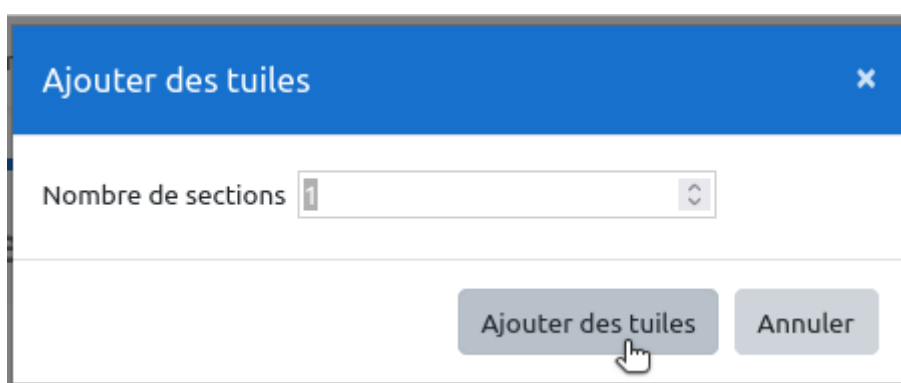 Ajouter des tuiles ×
Nombre de sections 1
Ajouter des tuiles Annuler